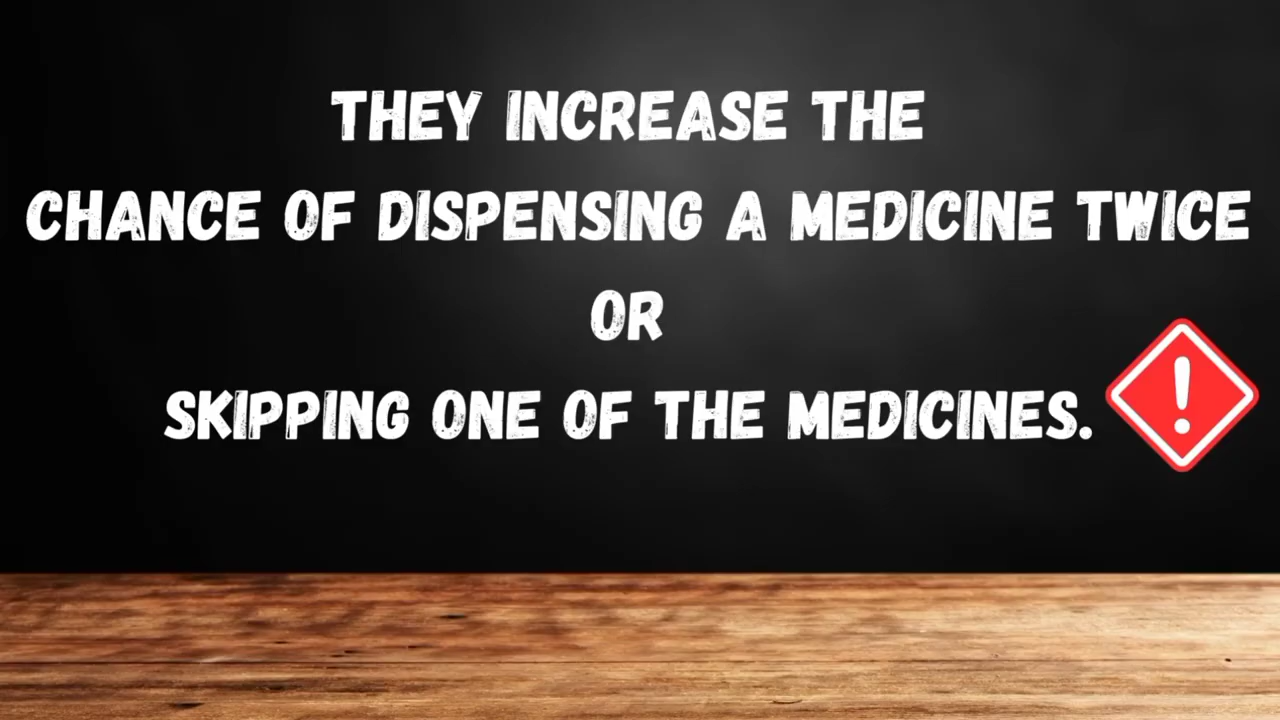 THEY INCREASE THE
CHANCE OF DISPENSING A MEDICINE TWICE
OR
SKIPPING ONE OF THE MEDICINES.
!